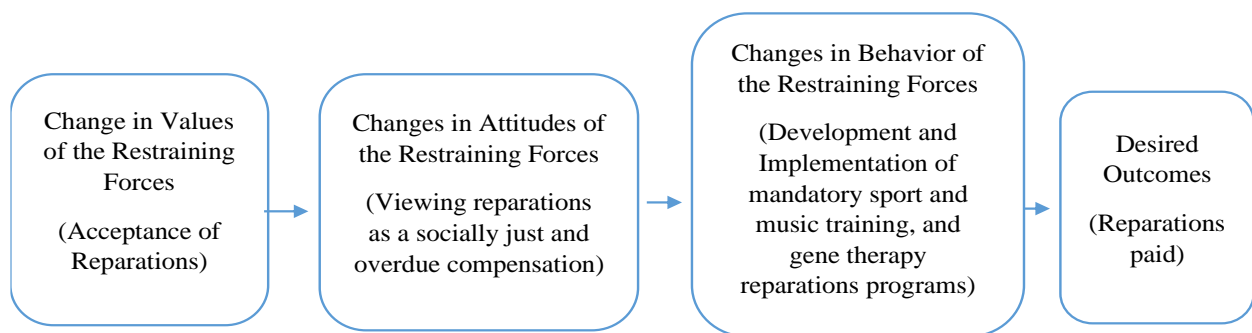 Change in Values
of the Restraining
Forces
(Acceptance of
Reparations)
Changes in Attitudes of
the Restraining Forces
(Viewing reparations
as a socially just and
overdue compensation)
Changes in Behavior of
the Restraining Forces
(Development and
Implementation of
mandatory sport and
music training, and
gene therapy
reparations programs)
Desired
Outcomes
(Reparations
paid)